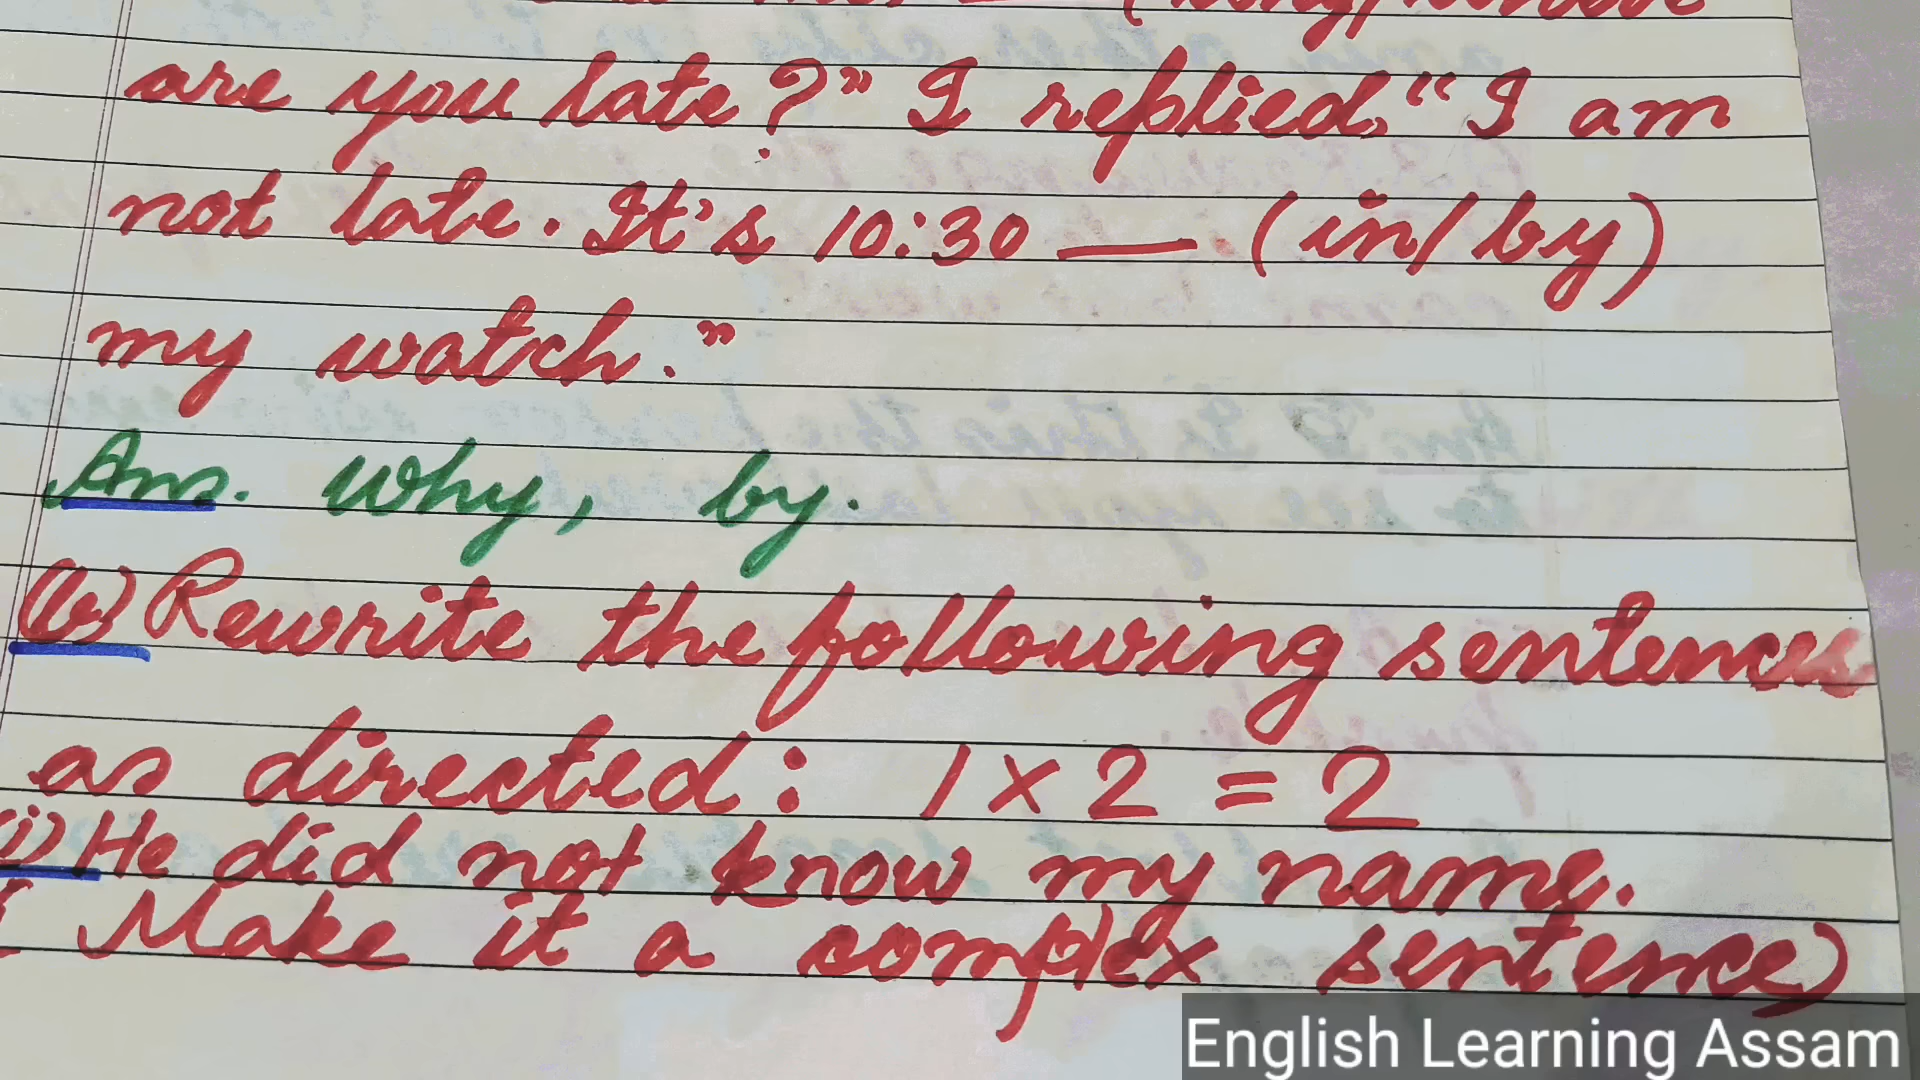 are you late?" I replied, "I am
not late. It's 10:30 — (in/by)
my watch."
Ans. Why, by.
(b) Rewrite the following sentences
as directed: 1 × 2 = 2
(i) He did not know my name.
( Make it a complex sentence)
English Learning Assam